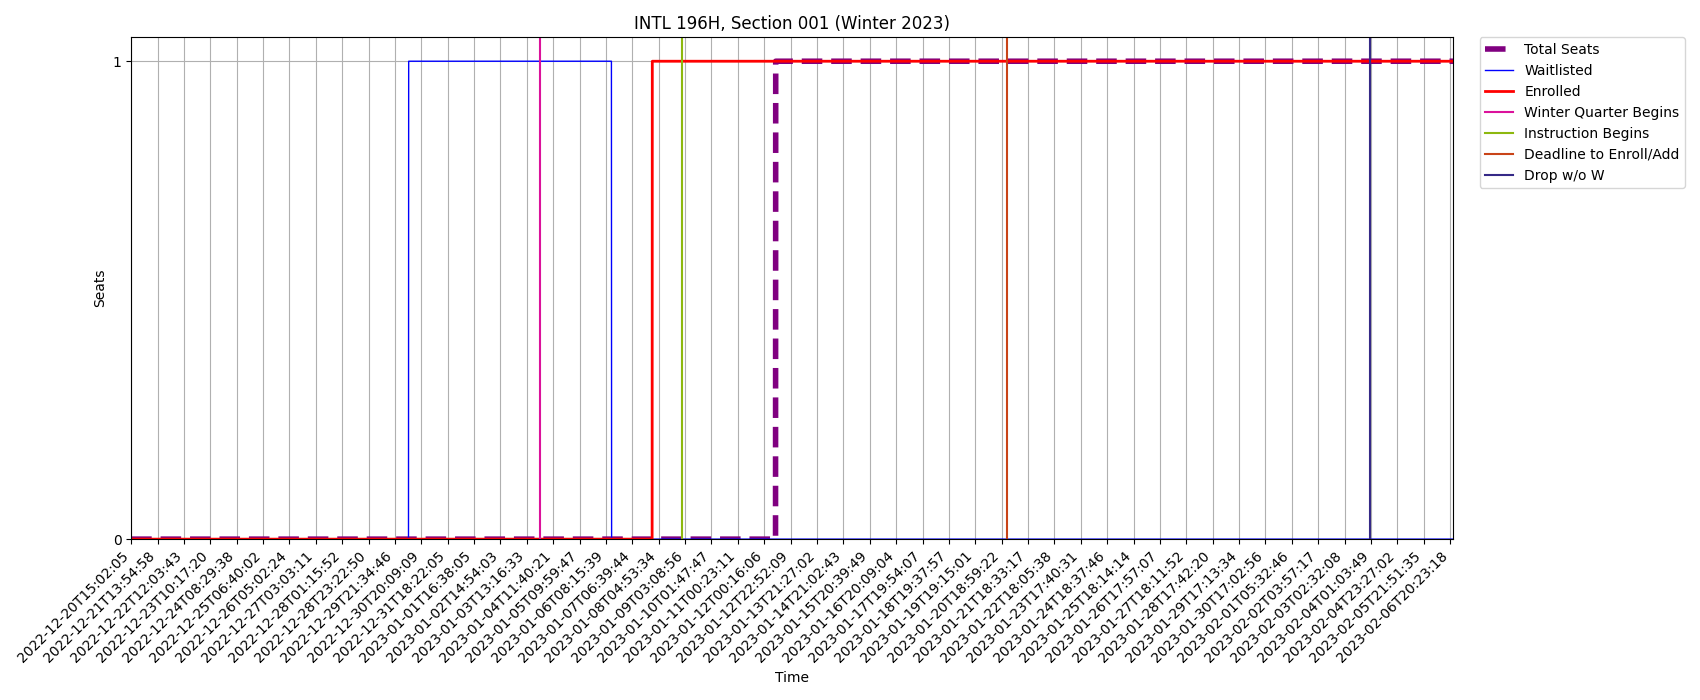 INTL 196H, Section 001 (Winter 2023)
Total Seats
Waitlisted
Enrolled
Winter Quarter Begins
Instruction Begins
Deadline to Enroll/Add
Drop w/o W
Seats
1
0
2022-12-20T15:02:05
2022-12-21T13:54:58
2022-12-22T12:03:43
2022-12-23T10:17:20
2022-12-24T08:29:38
2022-12-25T06:40:02
2022-12-26T05:02:24
2022-12-27T03:03:11
2022-12-28T01:15:52
2022-12-28T23:22:50
2022-12-29T21:34:46
2022-12-30T20:09:09
2022-12-31T18:22:05
2023-01-01T16:38:05
2023-01-02T14:54:03
2023-01-03T13:16:33
2023-01-04T11:40:21
2023-01-05T09:59:47
2023-01-06T08:15:39
2023-01-07T06:39:44
2023-01-08T04:53:34
2023-01-09T03:08:56
2023-01-10T01:47:47
2023-01-11T00:23:11
2023-01-12T00:16:06
2023-01-12T22:52:09
2023-01-13T21:27:02
2023-01-14T21:02:43
2023-01-15T20:39:49
2023-01-16T20:09:04
2023-01-17T19:54:07
2023-01-18T19:37:57
2023-01-19T19:15:01
2023-01-20T18:59:22
2023-01-21T18:33:17
2023-01-22T18:05:38
2023-01-23T17:40:31
2023-01-24T18:37:46
2023-01-25T18:14:14
2023-01-26T17:57:07
2023-01-27T18:11:52
2023-01-28T17:42:20
2023-01-29T17:13:34
2023-01-30T17:02:56
2023-02-01T05:32:46
2023-02-02T03:57:17
2023-02-03T02:32:08
2023-02-04T01:03:49
2023-02-04T23:27:02
2023-02-05T21:51:35
2023-02-06T20:23:18
Time